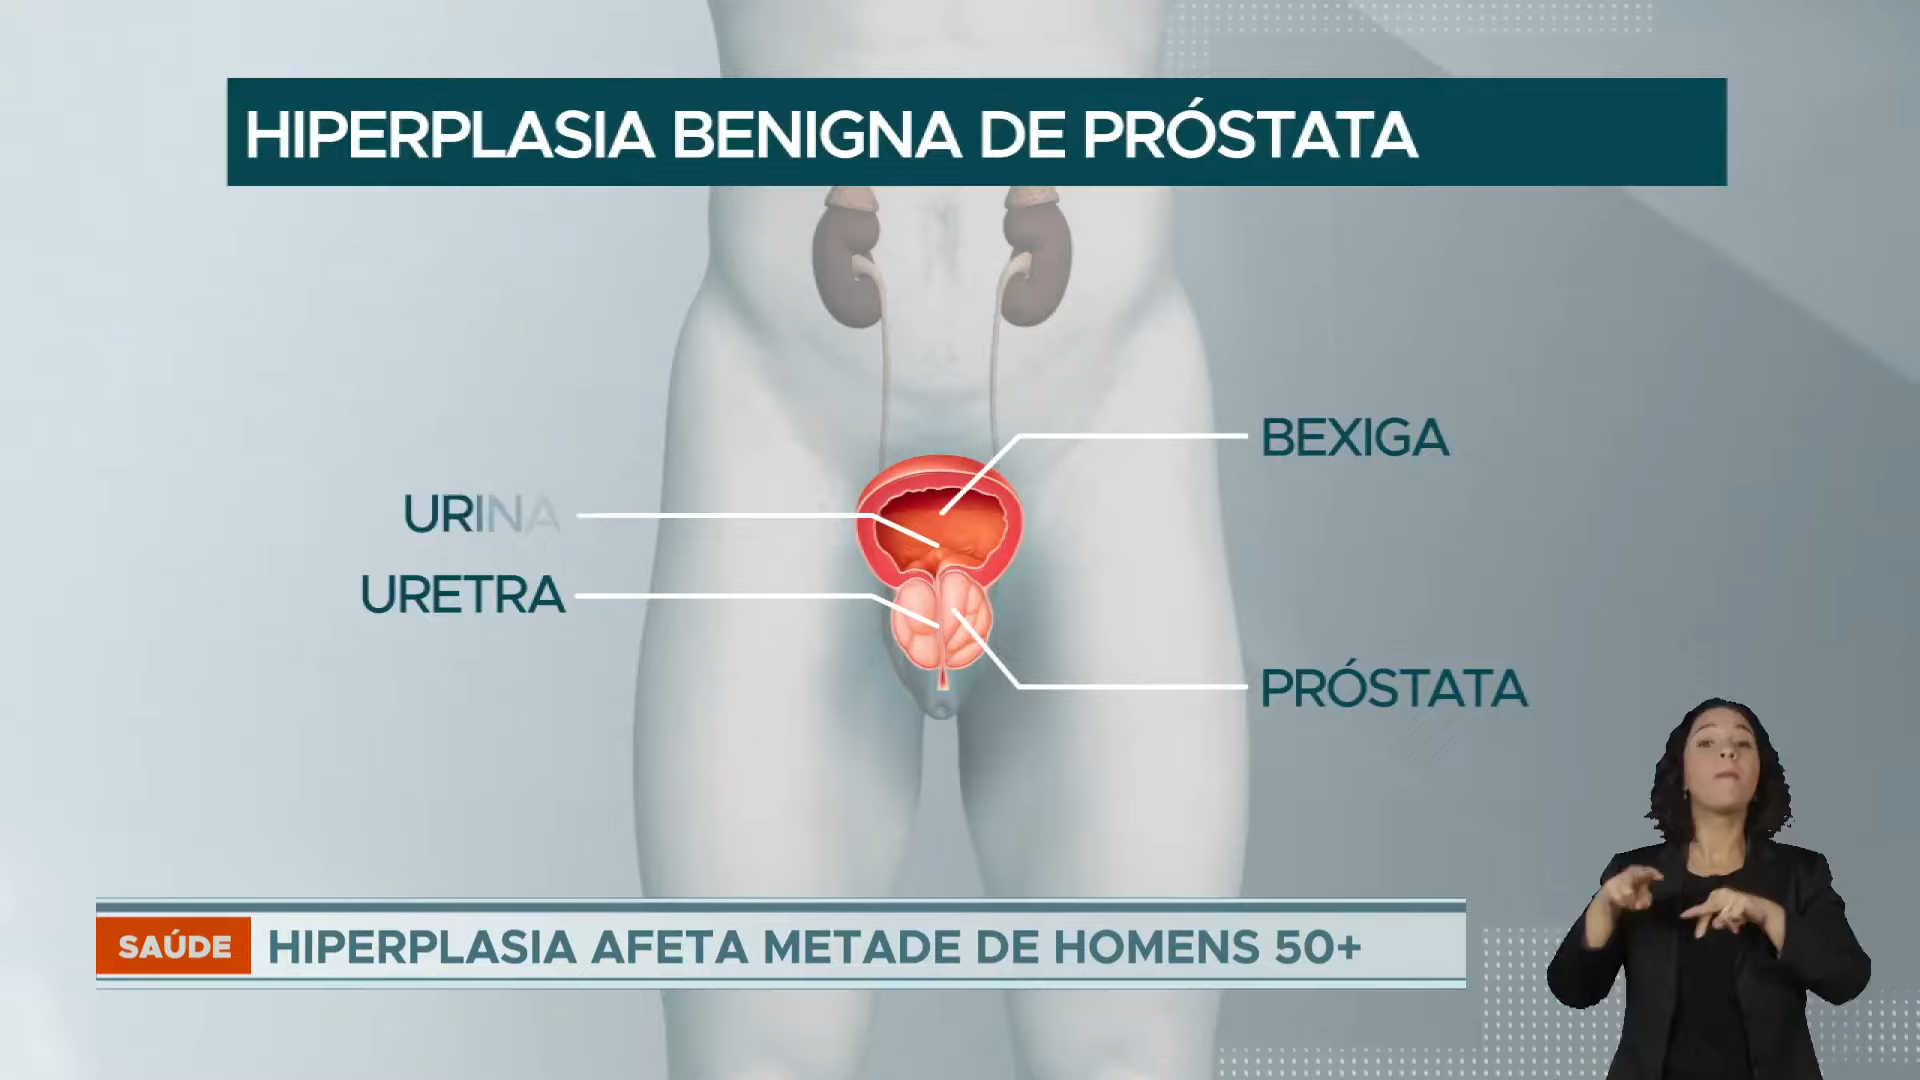 HIPERPLASIA BENIGNA DE PRÓSTATA
BEXIGA
URINA
URETRA
PRÓSTATA
SAÚDE
HIPERPLASIA AFETA METADE DE HOMENS 50+